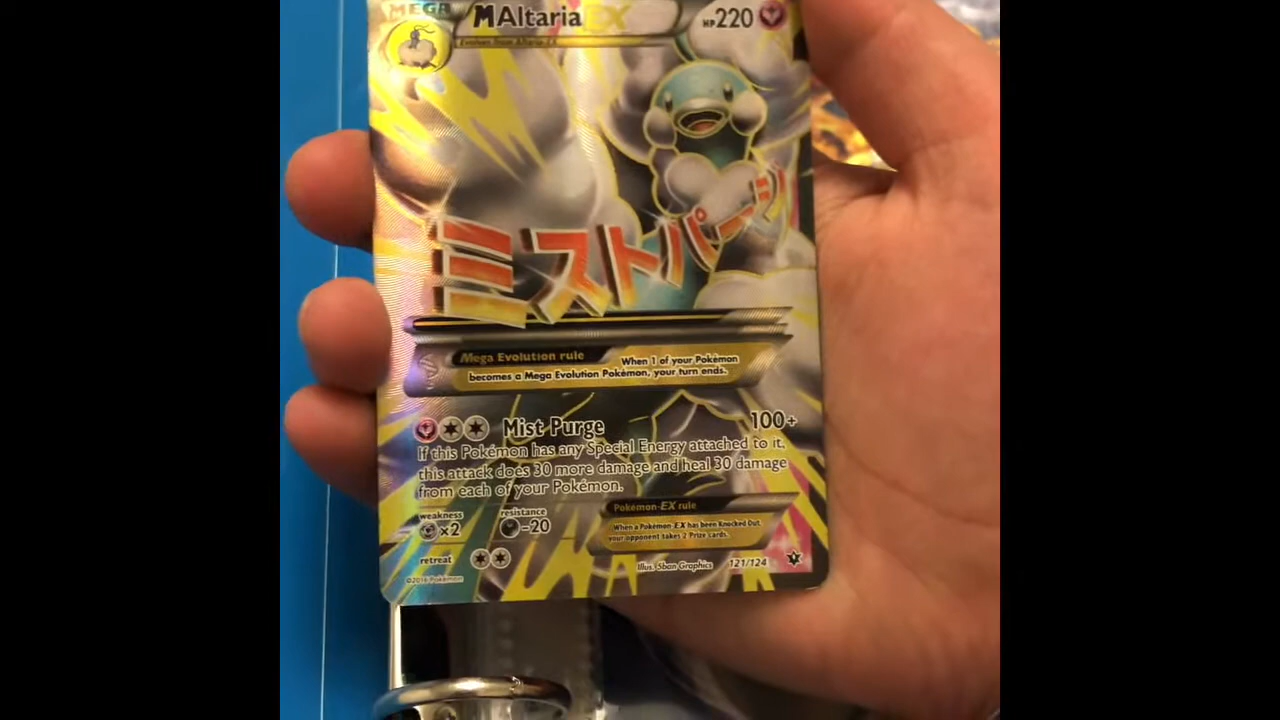 MEGA MAltaria EX HP220
Evolves from Altaria-EX
ミストパージ
Mega Evolution rule When 1 of your Pokémon
becomes a Mega Evolution Pokémon, your turn ends.
Mist Purge 100+
If this Pokémon has any Special Energy attached to it,
this attack does 30 more damage and heal 30 damage
from each of your Pokémon.
weakness resistance
×2 -20
Pokémon-EX rule
When a Pokémon-EX has been Knocked Out,
your opponent takes 2 Prize cards.
retreat
Illus. 5ban Graphics 121/124
©2016 Pokémon